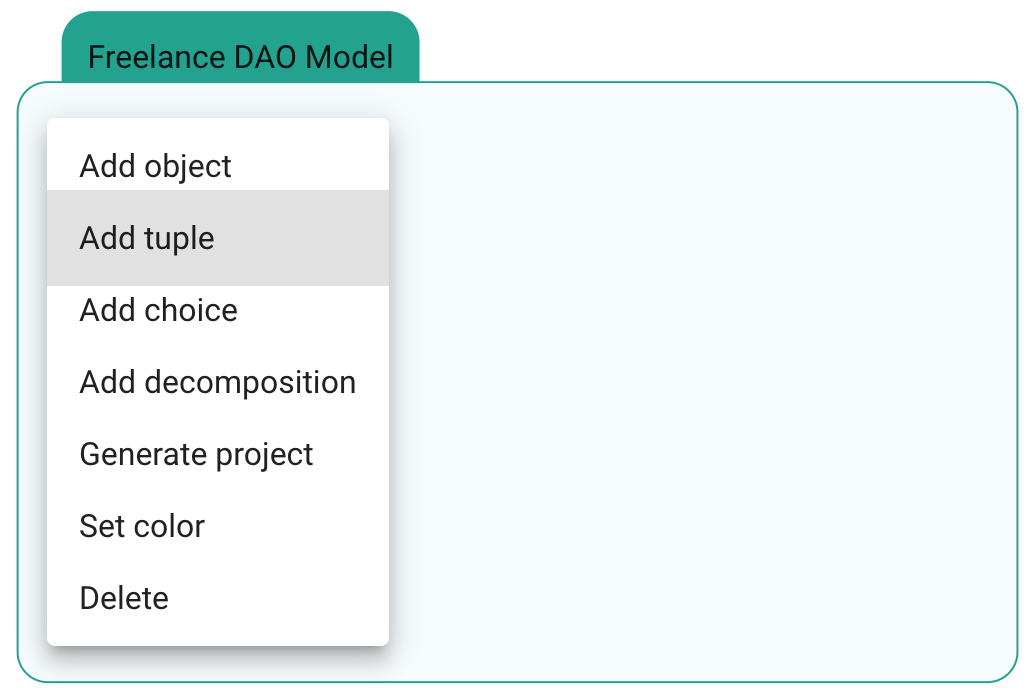 Freelance DAO Model
Add object
Add tuple
Add choice
Add decomposition
Generate project
Set color
Delete